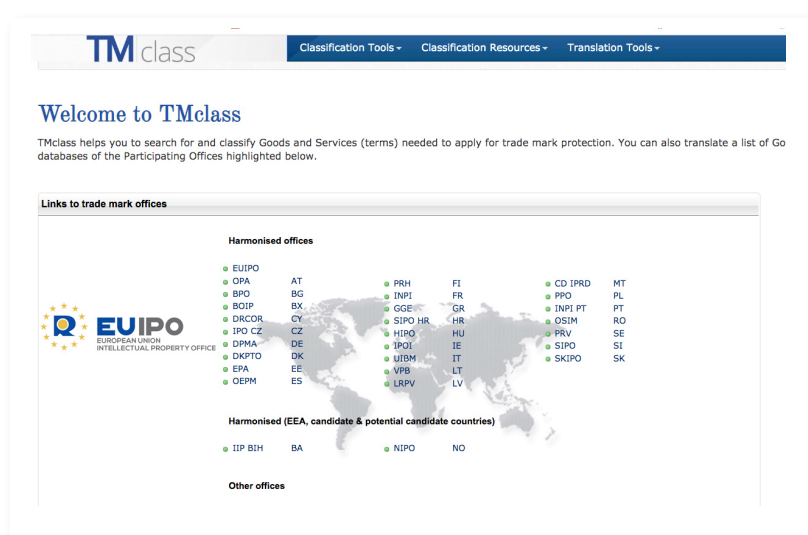 TMclass
Classification Tools
Classification Resources
Translation Tools
Welcome to TMclass
TMclass helps you to search for and classify Goods and Services (terms) needed to apply for trade mark protection. You can also translate a list of Go
databases of the Participating Offices highlighted below.
Links to trade mark offices
EUIPO
EUROPEAN UNION
INTELLECTUAL PROPERTY OFFICE
Harmonised offices
EUIPO
OPA AT
BPO BG
BOIP BX
DRCOR CY
IPO CZ CZ
DPMA DE
DKPTO DK
EPA EE
OEPM ES
PRH FI
INPI FR
GGE GR
SIPO HR HR
HIPO HU
IPOI IE
UIBM IT
VPB LT
LRPV LV
CD IPRD MT
PPO PL
INPI PT PT
OSIM RO
PRV SE
SIPO SI
SKIPO SK
Harmonised (EEA, candidate & potential candidate countries)
IIP BIH BA
NIPO NO
Other offices